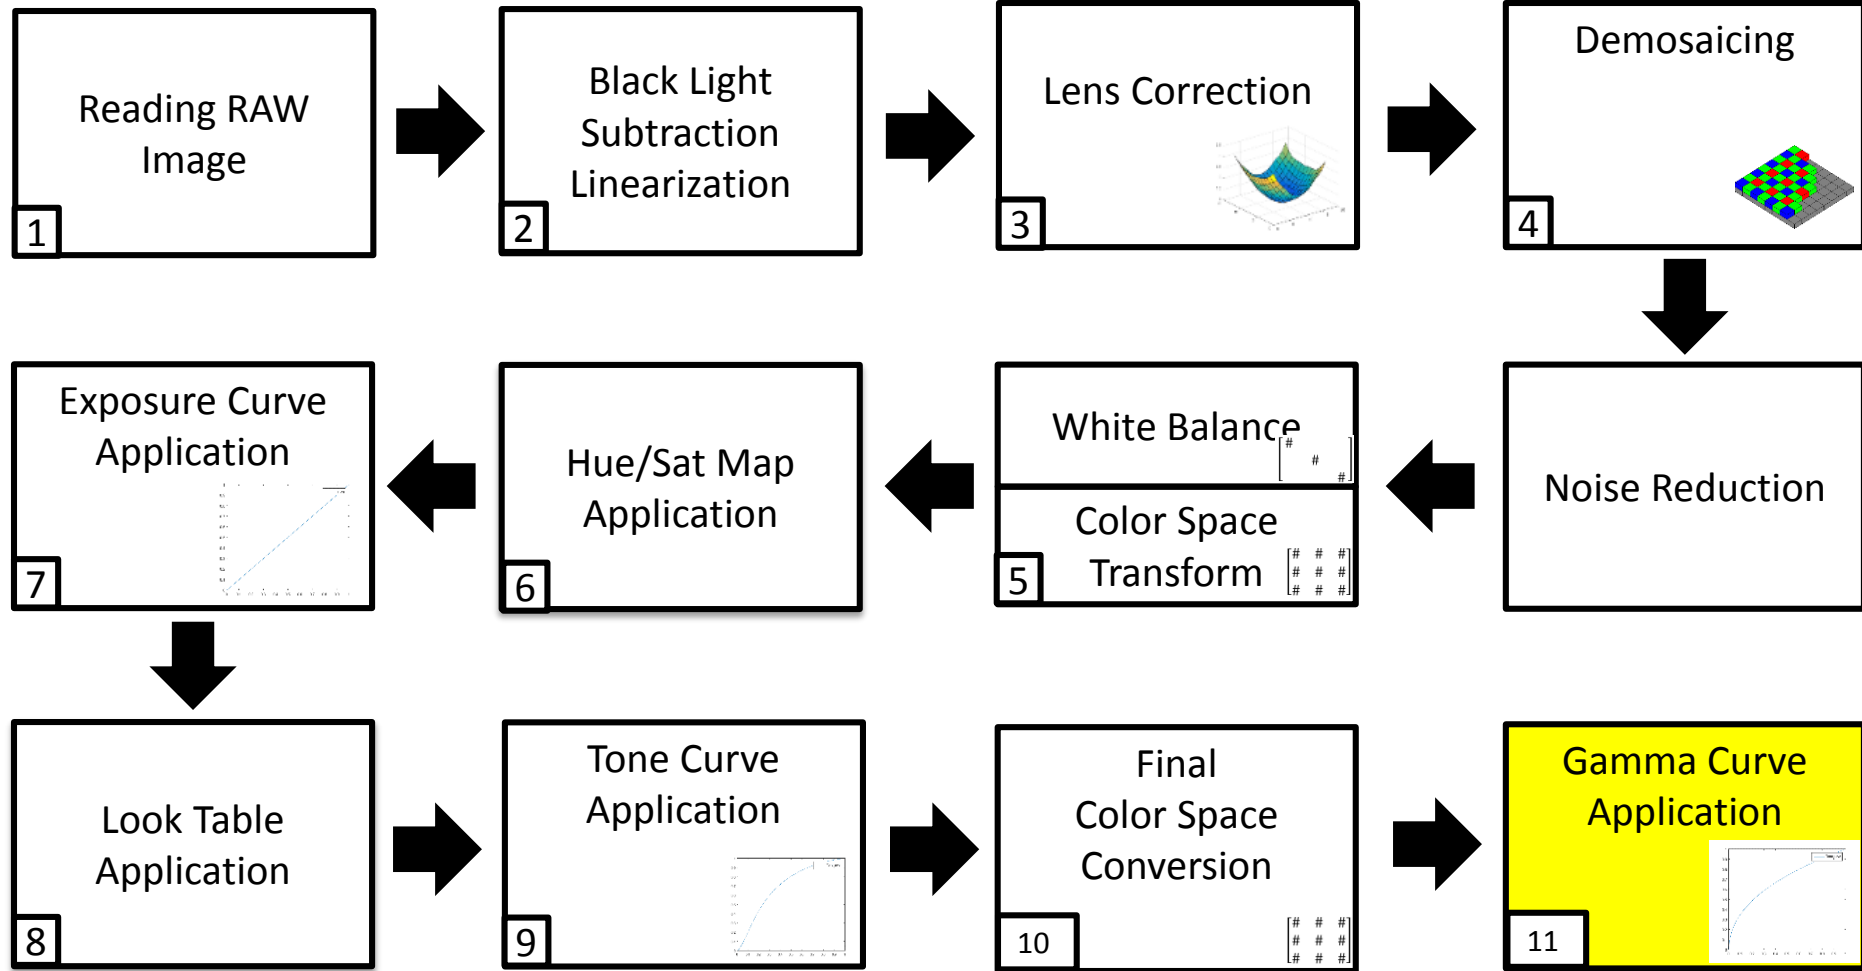 Reading RAW
Image
1
Black Light
Subtraction
Linearization
2
Lens Correction
3
Demosaicing
4
Noise Reduction
White Balance
#
#
#
Color Space
Transform
# # #
# # #
# # #
5
Hue/Sat Map
Application
6
Exposure Curve
Application
7
Look Table
Application
8
Tone Curve
Application
9
Final
Color Space
Conversion
# # #
# # #
# # #
10
Gamma Curve
Application
11